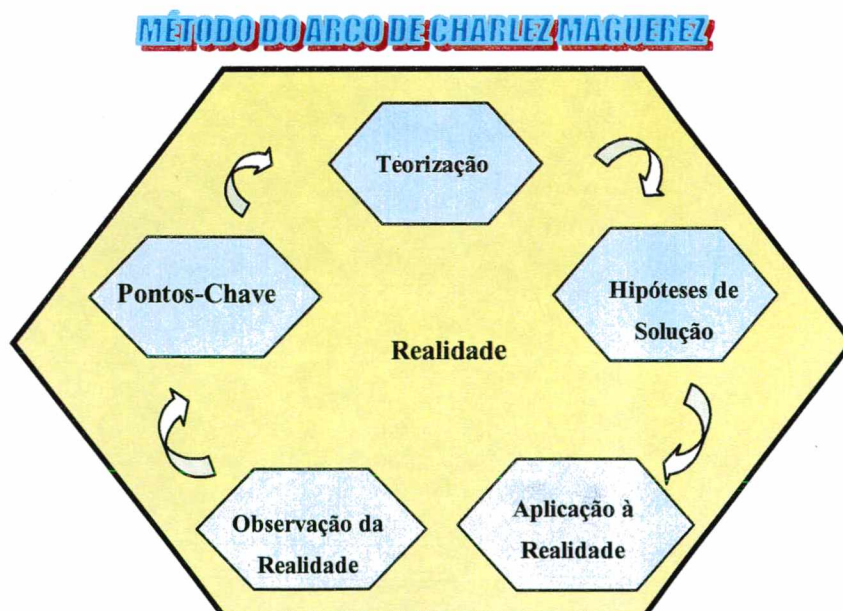 MÉTODO DO ARCO DE CHARLEZ MAGUEREZ
Teorização
Pontos-Chave
Hipóteses de
Solução
Realidade
Observação da
Realidade
Aplicação à
Realidade